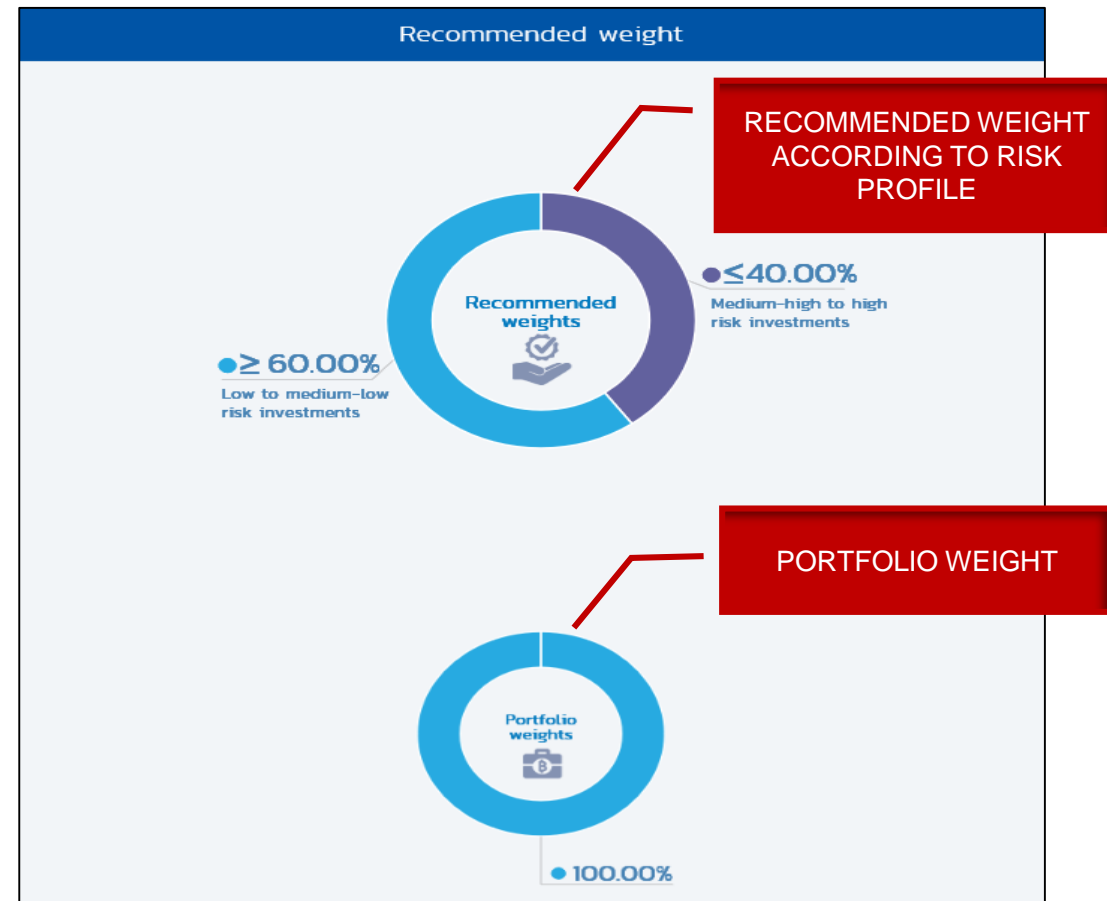 Recommended weight
RECOMMENDED WEIGHT
ACCORDING TO RISK
PROFILE
≤40.00%
Medium-high to high
risk investments
Recommended
weights
≥ 60.00%
Low to medium-low
risk investments
PORTFOLIO WEIGHT
Portfolio
weights
฿
100.00%